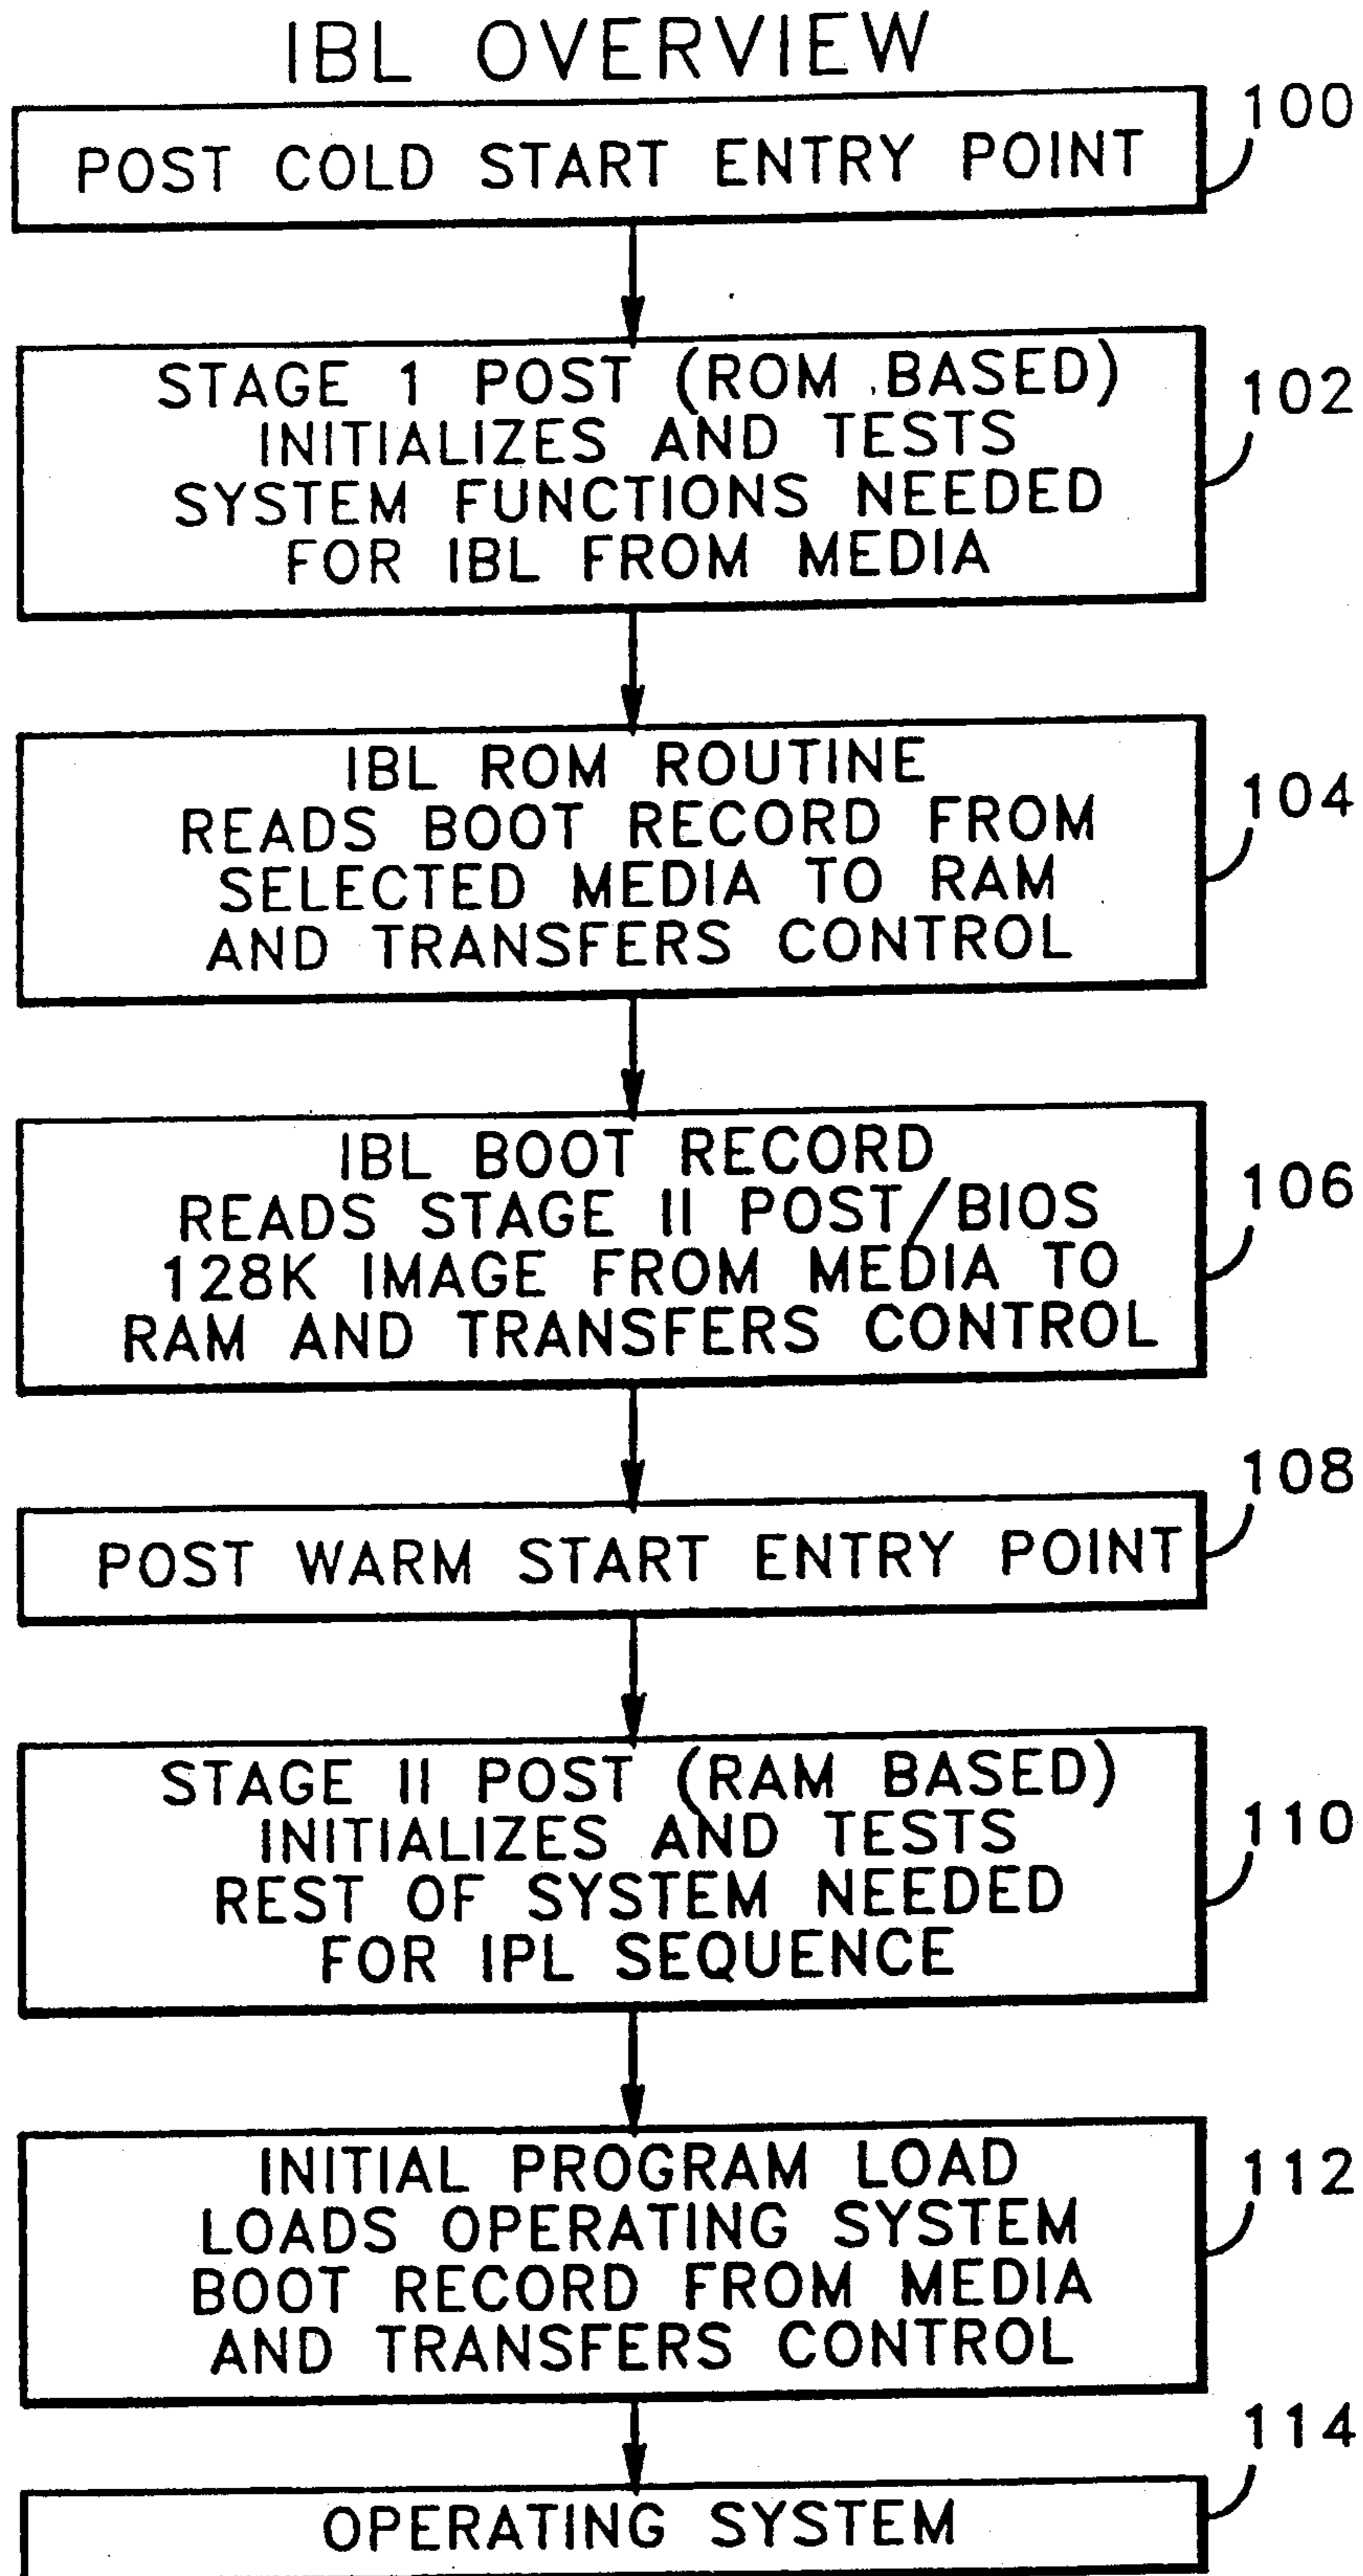 IBL OVERVIEW
100
POST COLD START ENTRY POINT
STAGE 1 POST (ROM BASED)
102
INITIALIZES AND TESTS
SYSTEM FUNCTIONS NEEDED
FOR IBL FROM MEDIA
IBL ROM ROUTINE
104
READS BOOT RECORD FROM
SELECTED MEDIA TO RAM
AND TRANSFERS CONTROL
IBL BOOT RECORD
106
READS STAGE II POST/BIOS
128K IMAGE FROM MEDIA TO
RAM AND TRANSFERS CONTROL
108
POST WARM START ENTRY POINT
STAGE II POST (RAM BASED)
110
INITIALIZES AND TESTS
REST OF SYSTEM NEEDED
FOR IPL SEQUENCE
INITIAL PROGRAM LOAD
112
LOADS OPERATING SYSTEM
BOOT RECORD FROM MEDIA
AND TRANSFERS CONTROL
114
OPERATING SYSTEM